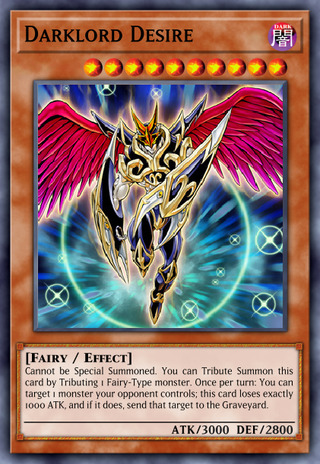 Darklord Desire
DARK
闇
[Fairy / Effect]
Cannot be Special Summoned. You can Tribute Summon this
card by Tributing 1 Fairy-Type monster. Once per turn: You can
target 1 monster your opponent controls; this card loses exactly
1000 ATK, and if it does, send that target to the Graveyard.
ATK/3000 DEF/2800